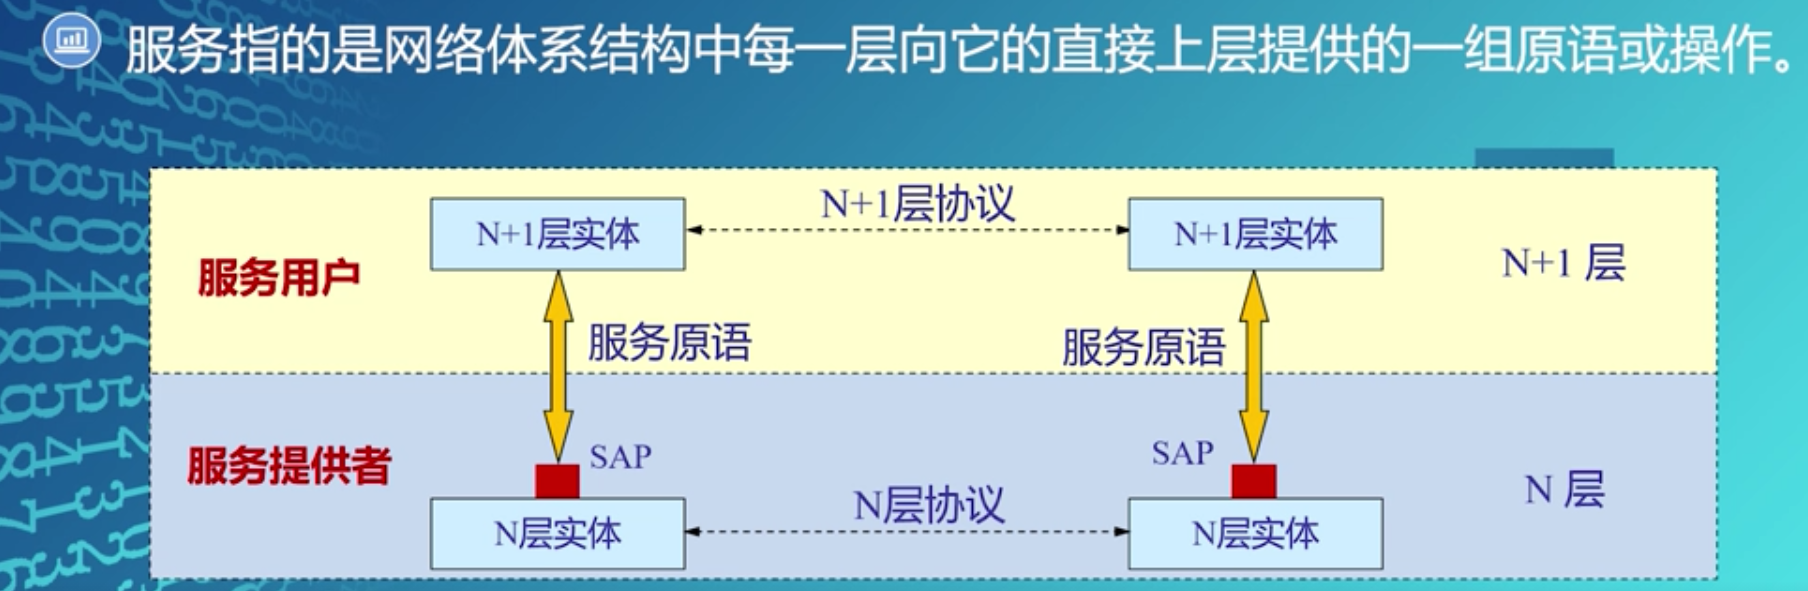 服务指的是网络体系结构中每一层向它的直接上层提供的一组原语或操作。
N+1层协议
N+1层实体
N+1层实体
服务用户
N+1 层
服务原语
服务原语
SAP
SAP
服务提供者
N层协议
N 层
N层实体
N层实体